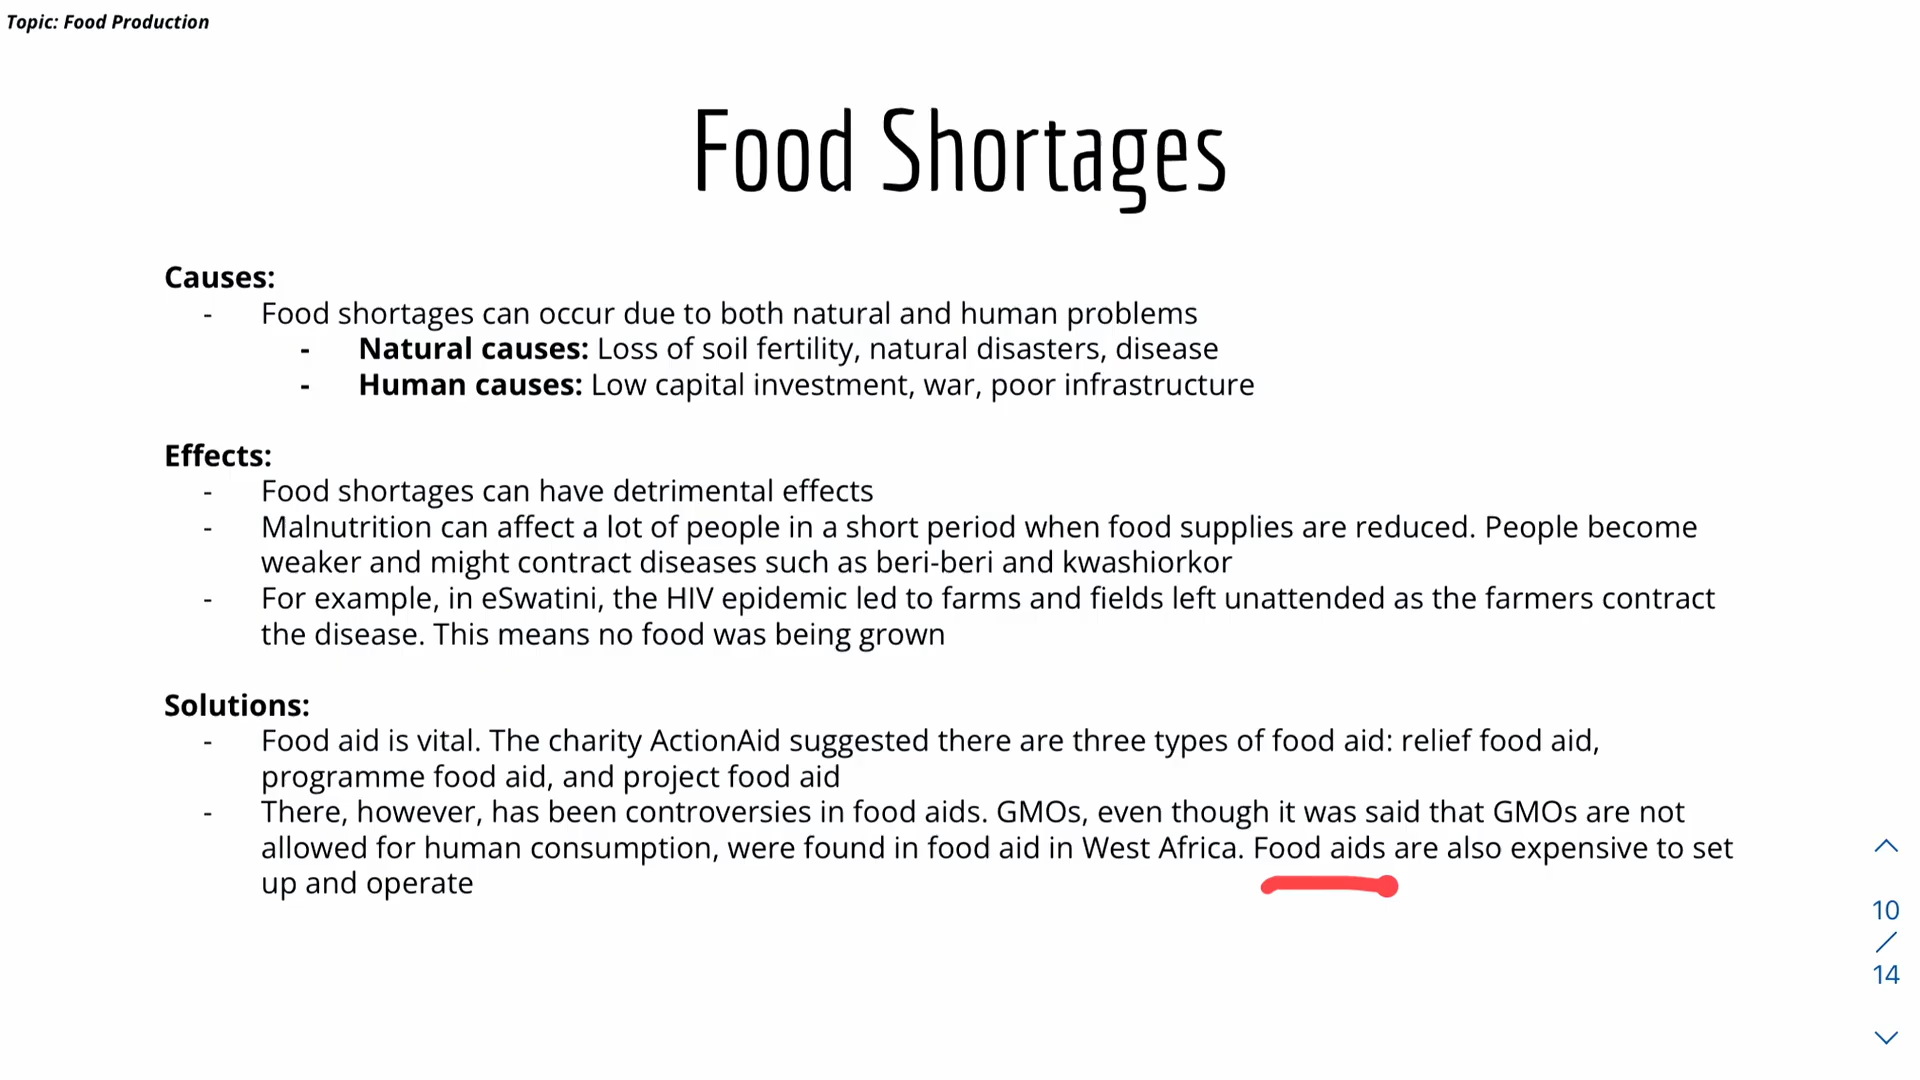 Topic: Food Production
Food Shortages
Causes:
- Food shortages can occur due to both natural and human problems
- Natural causes: Loss of soil fertility, natural disasters, disease
- Human causes: Low capital investment, war, poor infrastructure
Effects:
- Food shortages can have detrimental effects
- Malnutrition can affect a lot of people in a short period when food supplies are reduced. People become
weaker and might contract diseases such as beri-beri and kwashiorkor
- For example, in eSwatini, the HIV epidemic led to farms and fields left unattended as the farmers contract
the disease. This means no food was being grown
Solutions:
- Food aid is vital. The charity ActionAid suggested there are three types of food aid: relief food aid,
programme food aid, and project food aid
- There, however, has been controversies in food aids. GMOs, even though it was said that GMOs are not
allowed for human consumption, were found in food aid in West Africa. Food aids are also expensive to set
up and operate
10
/
14